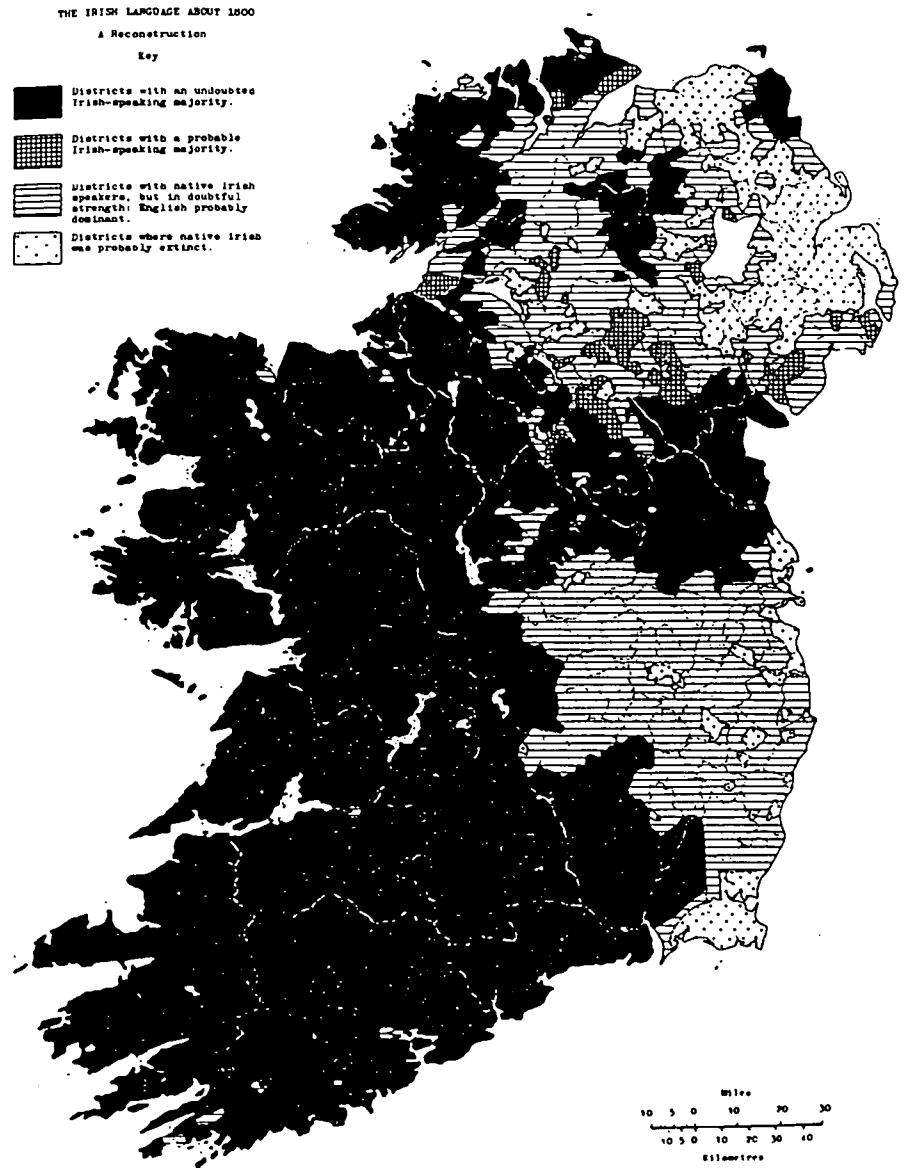 THE IRISH LANGUAGE ABOUT 1800
A Reconstruction
Key
Districts with an undoubted
Irish-speaking majority.
Districts with a probable
Irish-speaking majority.
Districts with native Irish
speakers, but in doubtful
strength: English probably
dominant.
Districts where native Irish
was probably extinct.
Miles
10 5 0 10 20 30
10 5 0 10 20 30 40
Kilometres